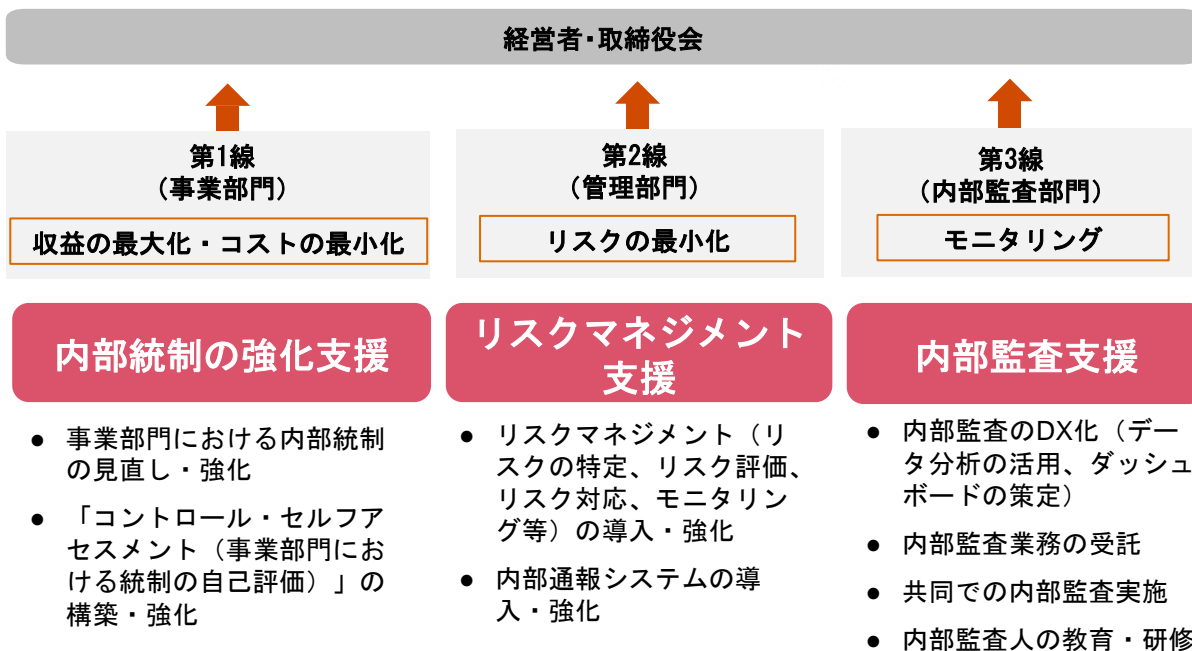 経営者・取締役会
第1線
（事業部門）
収益の最大化・コストの最小化
第2線
（管理部門）
リスクの最小化
第3線
（内部監査部門）
モニタリング
内部統制の強化支援
リスクマネジメント
支援
内部監査支援
● 事業部門における内部統制
の見直し・強化
● 「コントロール・セルフア
セスメント（事業部門にお
ける統制の自己評価）」の
構築・強化
● リスクマネジメント（リ
スクの特定、リスク評価、
リスク対応、モニタリン
グ等）の導入・強化
● 内部通報システムの導
入・強化
● 内部監査のDX化（デー
タ分析の活用、ダッシュ
ボードの策定）
● 内部監査業務の受託
● 共同での内部監査実施
● 内部監査人の教育・研修